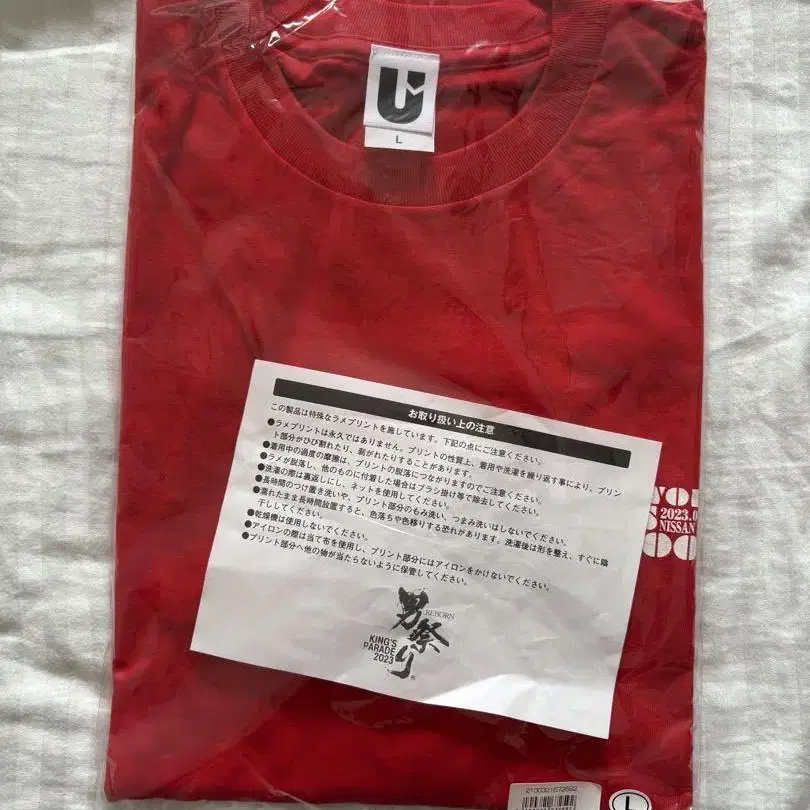 U
L
お取り扱い上の注意
この製品は特殊なラメプリントを施しています。下記の点にご注意ください。
●ラメプリントは永久ではありません。プリントの性質上、着用や洗濯を繰り返す事により、プリン
ト部分がひび割れたり、剥がれたりすることがあります。
●着用中の過度の摩擦は、プリントの脱落につながりますのでご注意ください。
●ラメが脱落し、他のものに付着した場合はブラシ掛け等で除去してください。
●洗濯の際は裏返しにし、ネットを使用してください。
●長時間のつけ置き洗いや、プリント部分のもみ洗い、つまみ洗いはしないでください。
●濡れたまま長時間放置すると、色落ちや色移りする恐れがあります。洗濯後は形を整え、すぐに陰
干ししてください。
●乾燥機は使用しないでください。
●アイロンの際は当て布を使用し、プリント部分にはアイロンをかけないでください。
●プリント部分へ他の物が当たらないように保管してください。
男祭り
REBORN
KING'S
PARADE
2023
2023.0
NISSAN
L